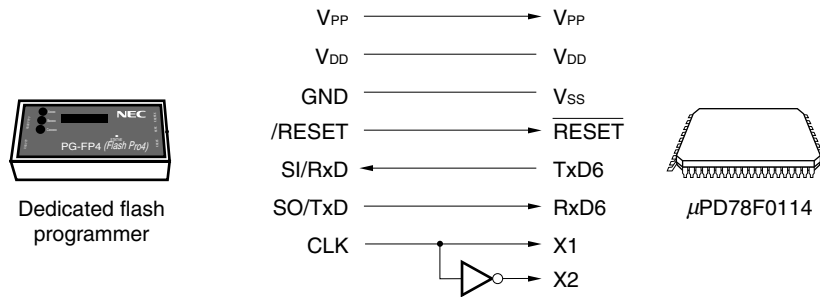 VPP VPP
VDD VDD
GND VSS
/RESET RESET
SI/RxD TxD6
SO/TxD RxD6
CLK X1
X2
NEC
PG-FP4 (Flash Pro4)
Dedicated flash
programmer
μPD78F0114